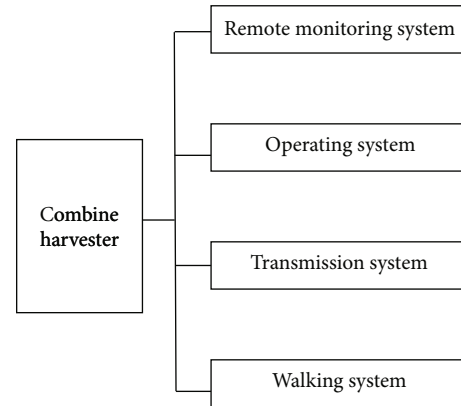 Remote monitoring system
Operating system
Combine
harvester
Transmission system
Walking system